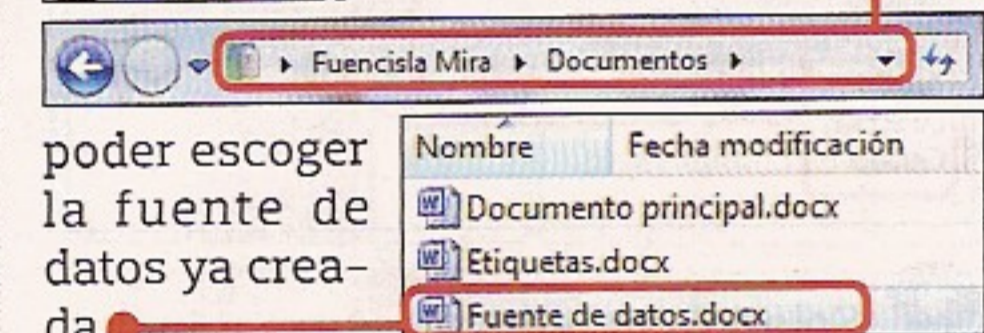 Fuencisla Mira Documentos
poder escoger
la fuente de
datos ya crea-
da
Nombre Fecha modificación
Documento principal.docx
Etiquetas.docx
Fuente de datos.docx